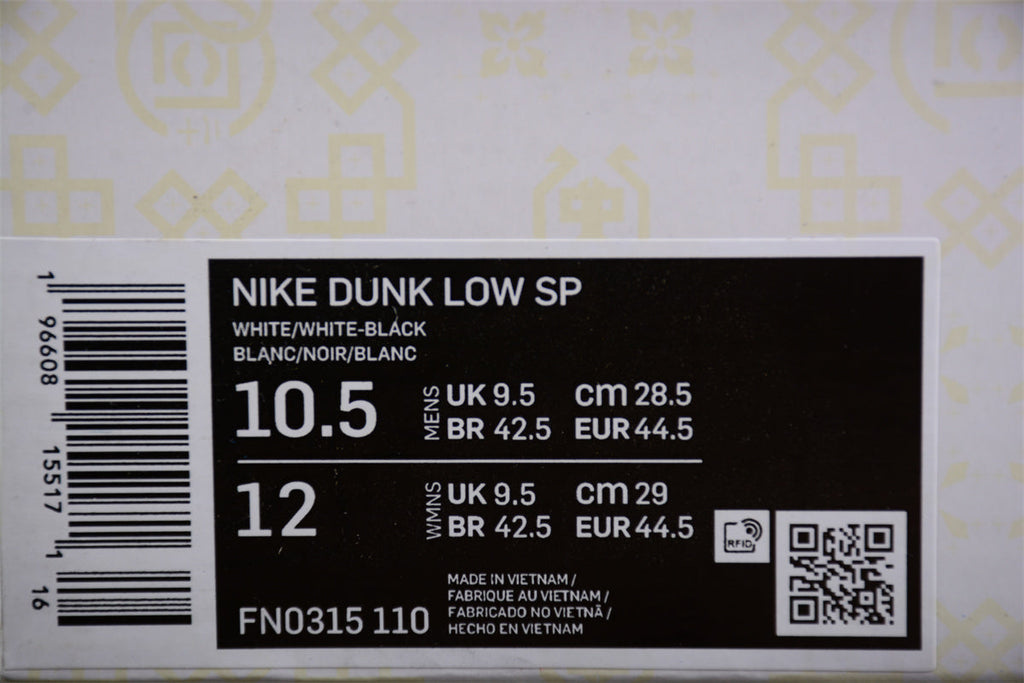 NIKE DUNK LOW SP
WHITE/WHITE-BLACK
BLANC/NOIR/BLANC
10.5 MENS UK 9.5 CM 28.5
BR 42.5 EUR 44.5
12 WMNS UK 9.5 CM 29
BR 42.5 EUR 44.5
RFID
MADE IN VIETNAM /
FABRIQUE AU VIETNAM /
FABRICADO NO VIETNÃ /
HECHO EN VIETNAM
FN0315 110
1 96608 15517 1 16